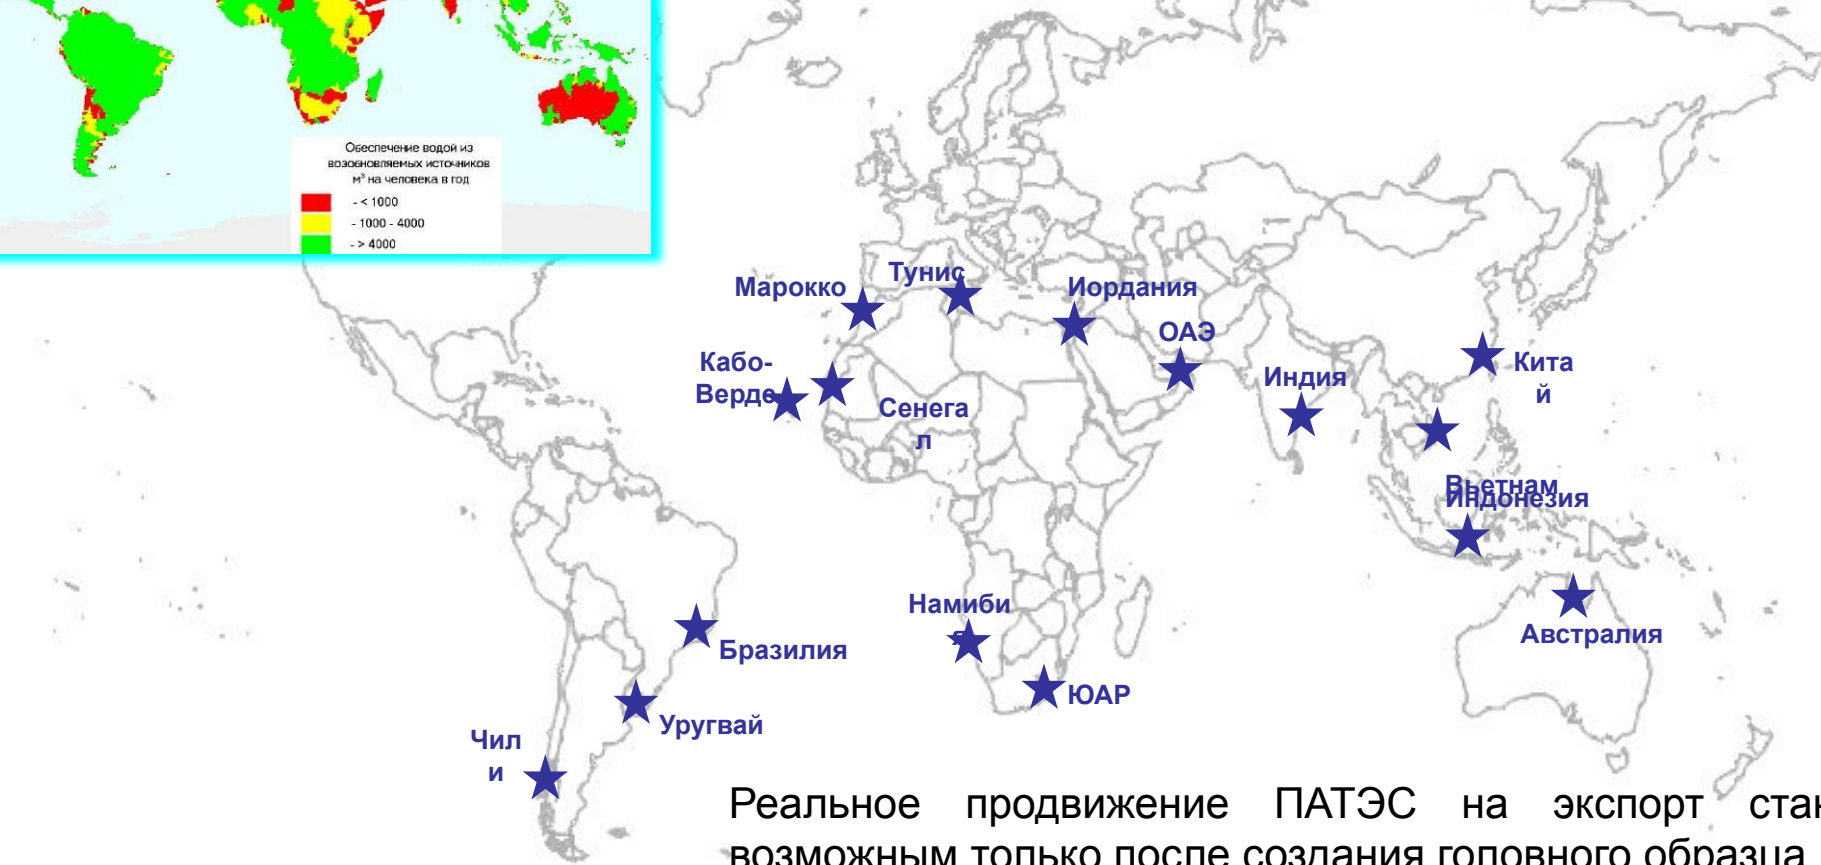 Обеспечение водой из
возобновляемых источников
м³ на человека в год
- < 1000
- 1000 - 4000
- > 4000
Марокко
Тунис
Иордания
ОАЭ
Кабо-
Верде
Сенега
л
Индия
Кита
й
Вьетнам
Индонезия
Намиби
я
Австралия
Бразилия
ЮАР
Уругвай
Чил
и
Реальное продвижение ПАТЭС на экспорт
возможным только после создания головного образца